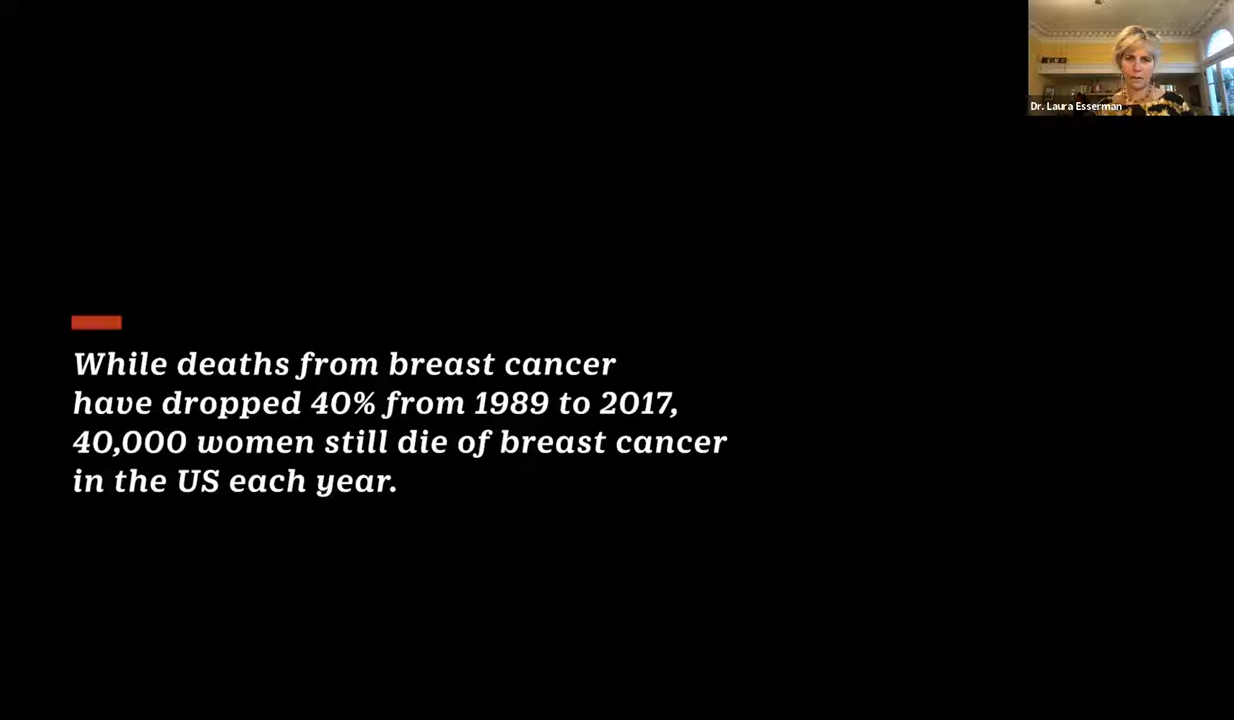 Dr. Laura Esserman
While deaths from breast cancer
have dropped 40% from 1989 to 2017,
40,000 women still die of breast cancer
in the US each year.